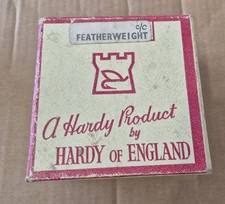 c/c
FEATHERWEIGHT
A Hardy Product
by
HARDY OF ENGLAND